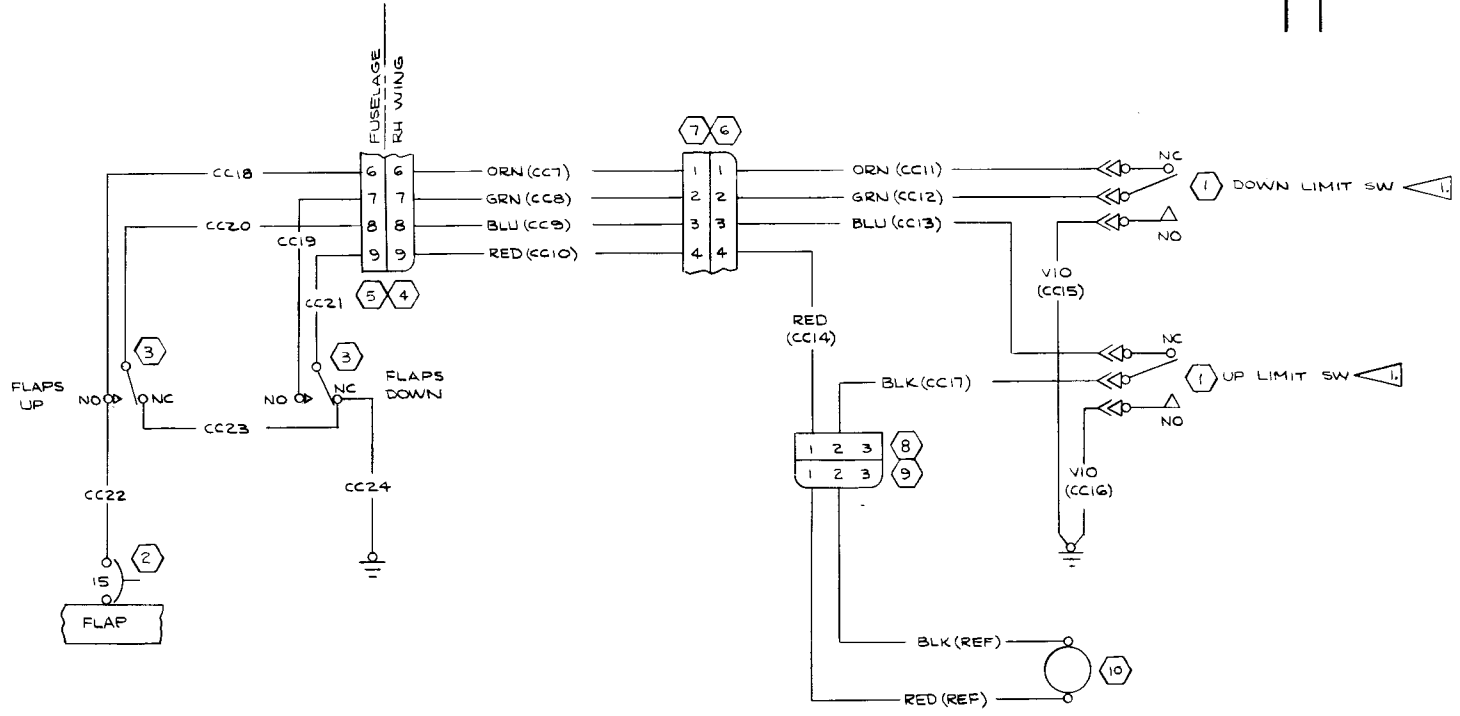 FUSELAGE
RH WING
7 6
CC18 6 6 ORN (CC7) 1 1 ORN (CC11) NC
7 7 GRN (CC8) 2 2 GRN (CC12) 1 DOWN LIMIT SW 1.
CC20 8 8 BLU (CC9) 3 3 BLU (CC13) NO
CC19 9 9 RED (CC10) 4 4
CC21 5 4
VIO
(CC15)
RED
(CC14)
3 3 NC
FLAPS
UP
NO NC NO NC FLAPS
DOWN
BLK (CC17) 1 UP LIMIT SW 1.
NO
CC23
1 2 3 8
1 2 3 9
CC22 CC24
VIO
(CC16)
2
15
FLAP
BLK (REF)
10
RED (REF)